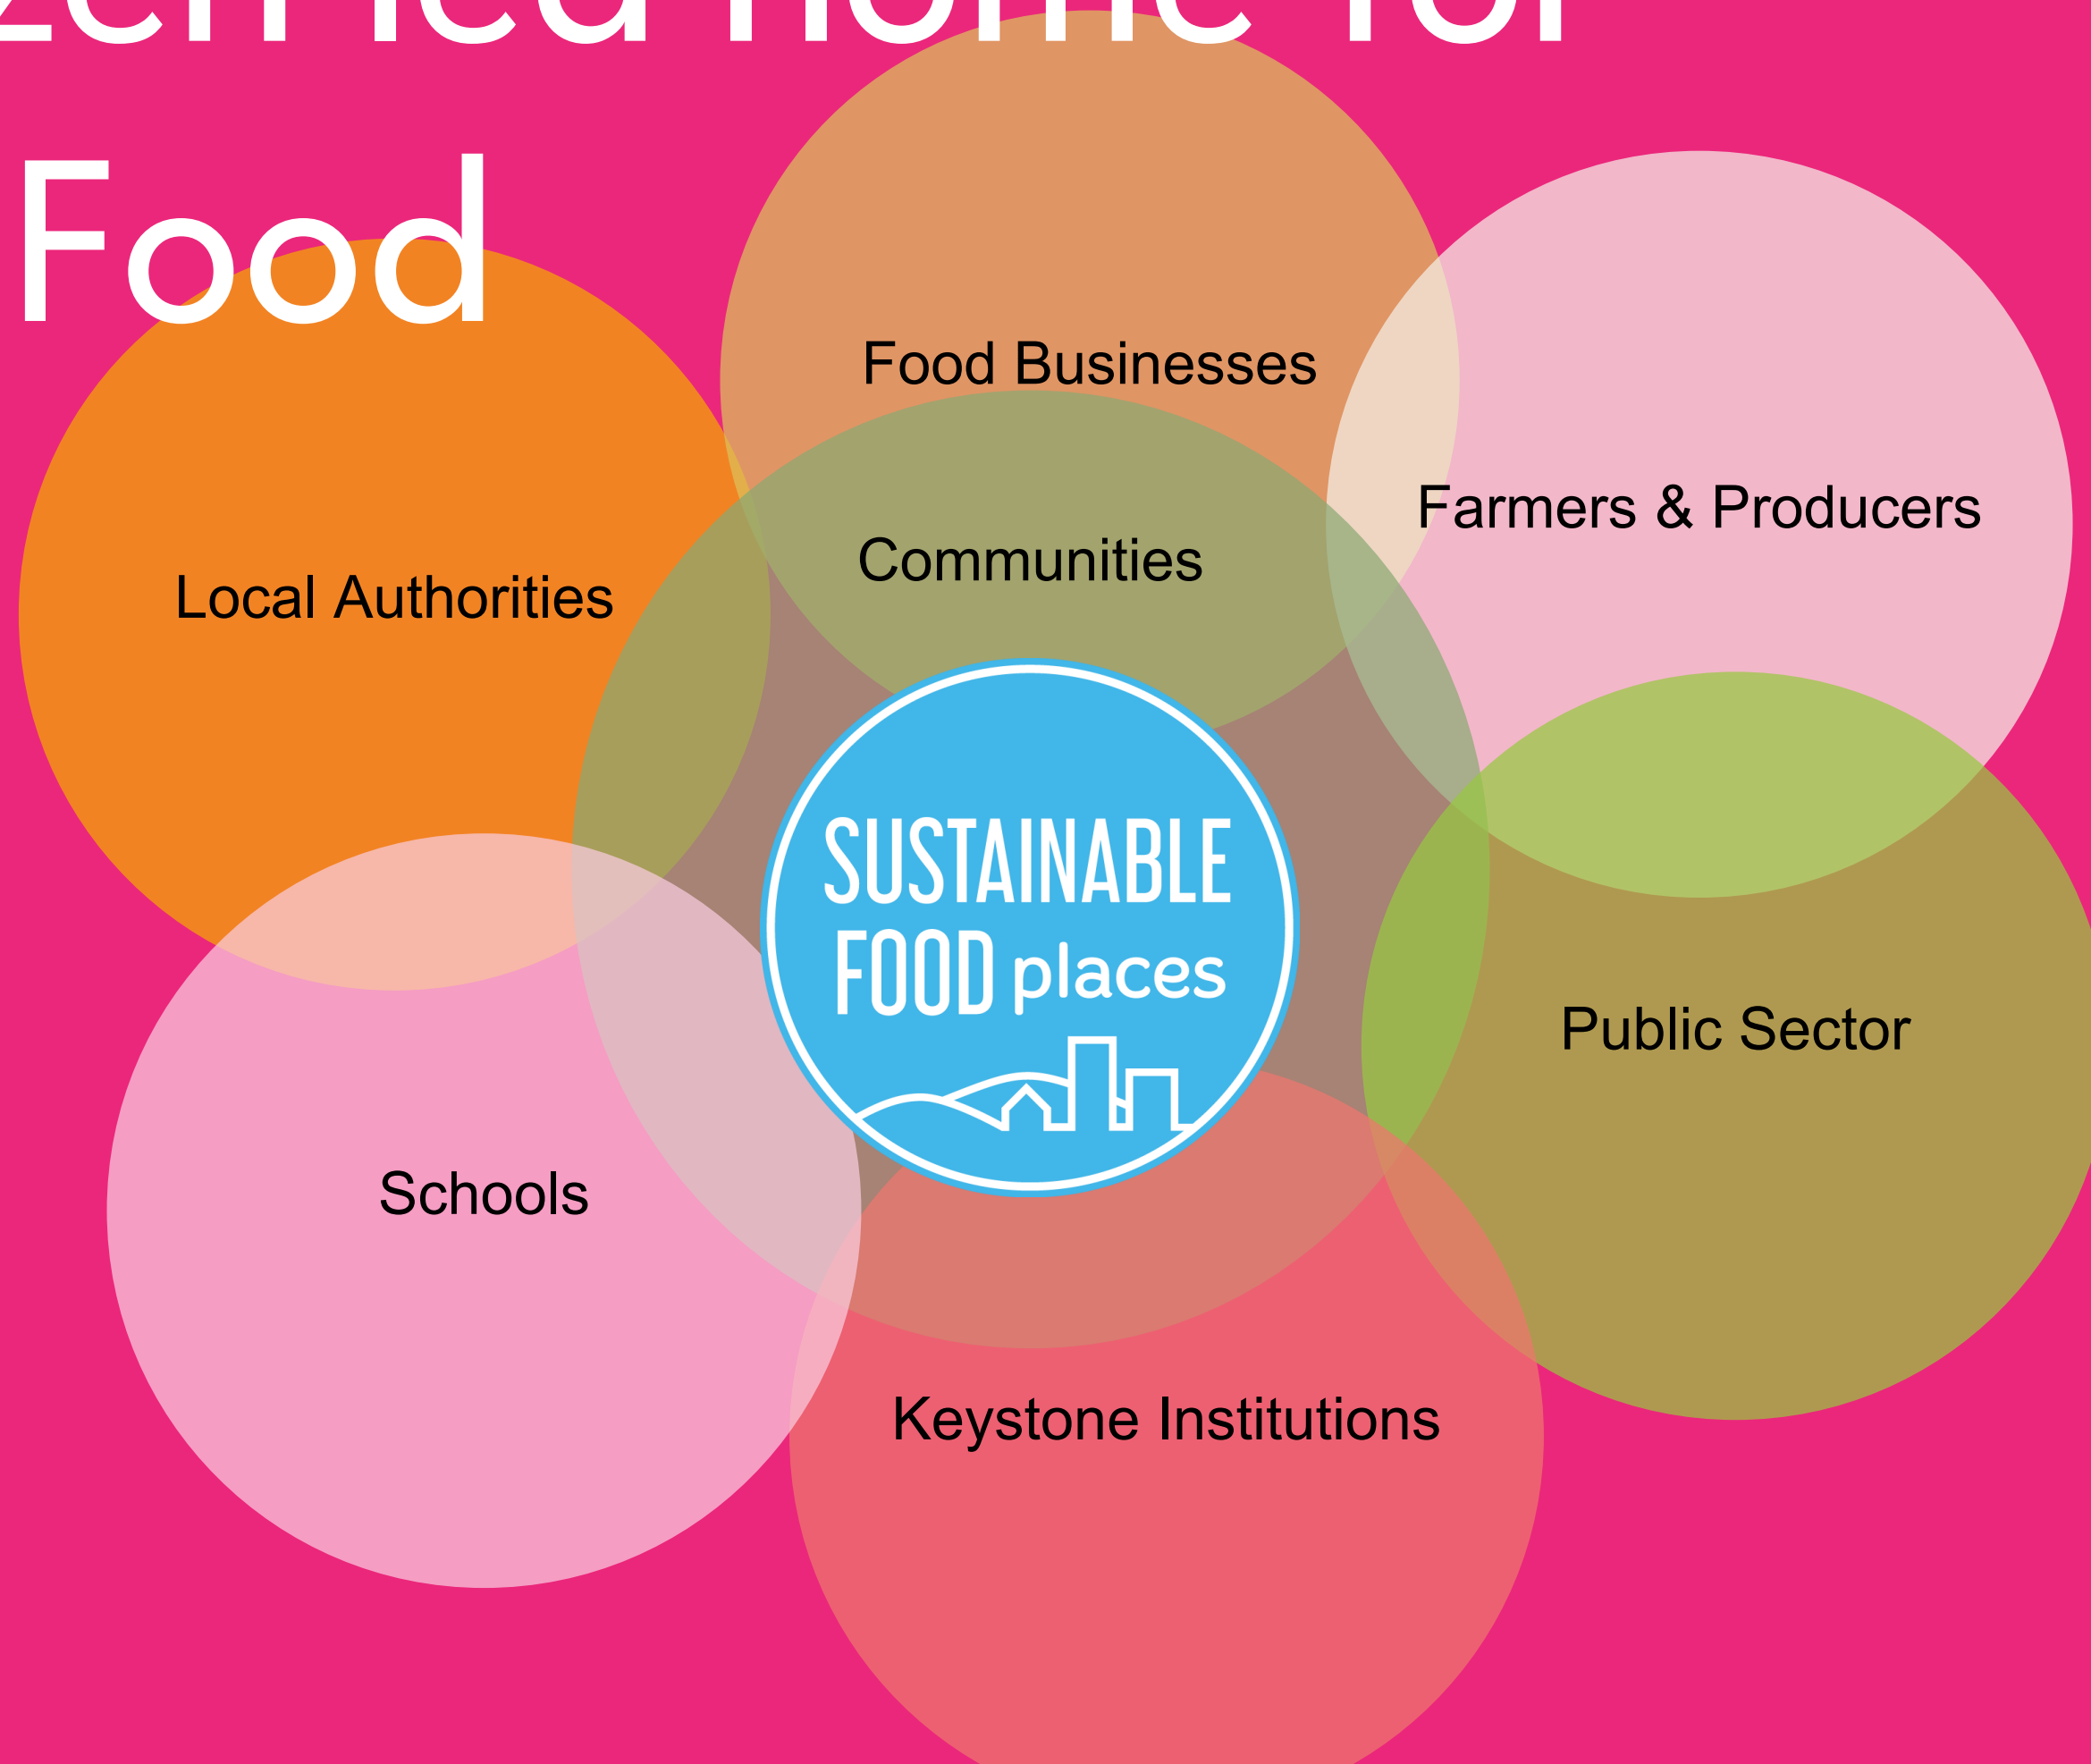 Food
Food Businesses
Farmers & Producers
Communities
Local Authorities
SUSTAINABLE
FOOD places
Public Sector
Schools
Keystone Institutions